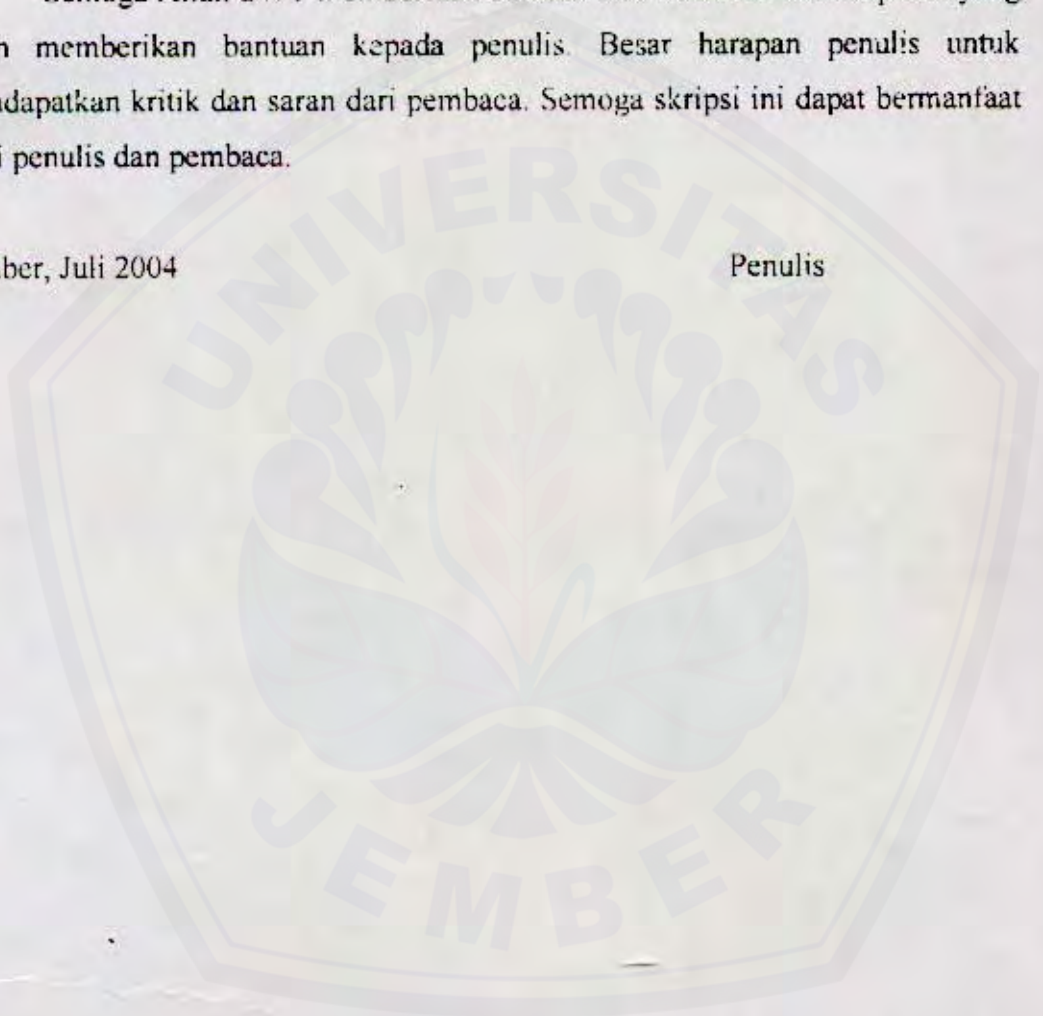 memberikan bantuan kepada penulis. Besar harapan penulis untuk
dapatkan kritik dan saran dari pembaca. Semoga skripsi ini dapat bermanfaat
i penulis dan pembaca.
ber, Juli 2004 Penulis
UNIVERSITAS
JEMBER